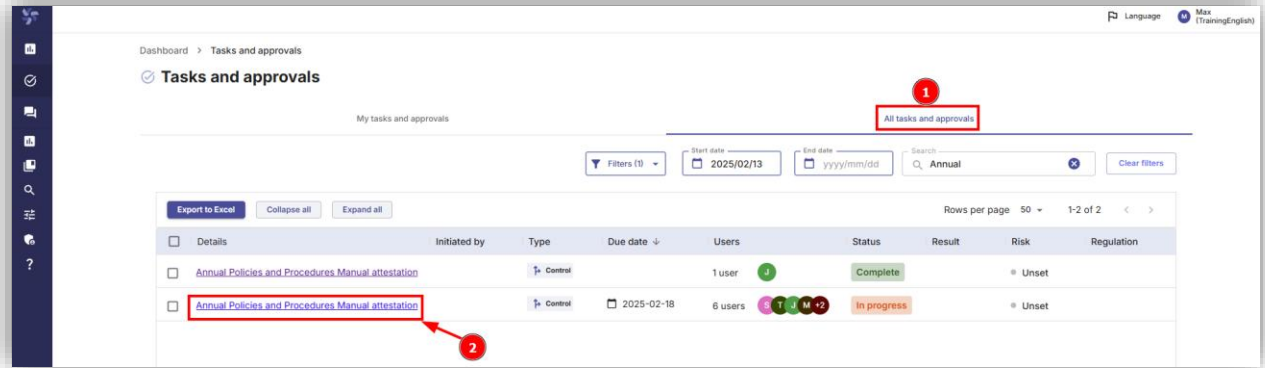 Language M Max
(TrainingEnglish)
Dashboard > Tasks and approvals
Tasks and approvals
1
My tasks and approvals All tasks and approvals
Filters (1) Start date 2025/02/13 End date yyyy/mm/dd Search Annual Clear filters
Export to Excel Collapse all Expand all Rows per page 50 1-2 of 2 < >
Details Initiated by Type Due date ↓ Users Status Result Risk Regulation
Annual Policies and Procedures Manual attestation Control 1 user J Complete Unset
Annual Policies and Procedures Manual attestation Control 2025-02-18 6 users S T J M +2 In progress Unset
?
2